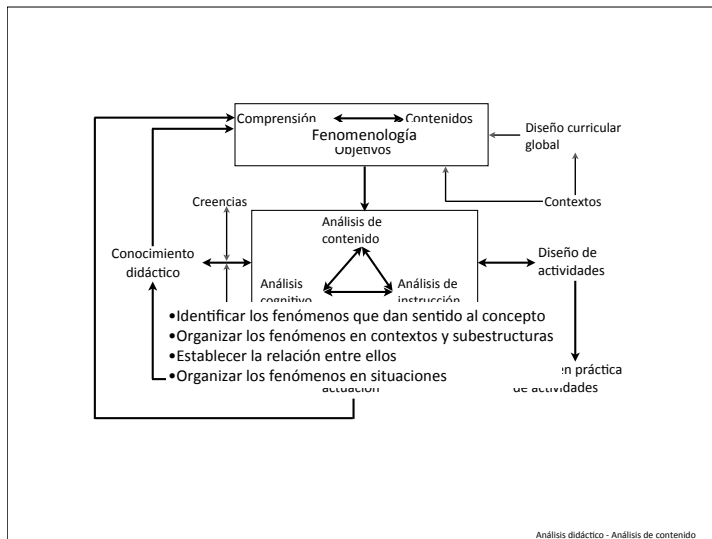 Comprensión
Contenidos
Fenomenología
Objetivos
Diseño curricular
global
Creencias
Contextos
Análisis de
contenido
Conocimiento
didáctico
Diseño de
actividades
Análisis
cognitivo
Análisis de
instrucción
•Identificar los fenómenos que dan sentido al concepto
•Organizar los fenómenos en contextos y subestructuras
•Establecer la relación entre ellos
•Organizar los fenómenos en situaciones
en práctica
actuación
de actividades
Análisis didáctico - Análisis de contenido